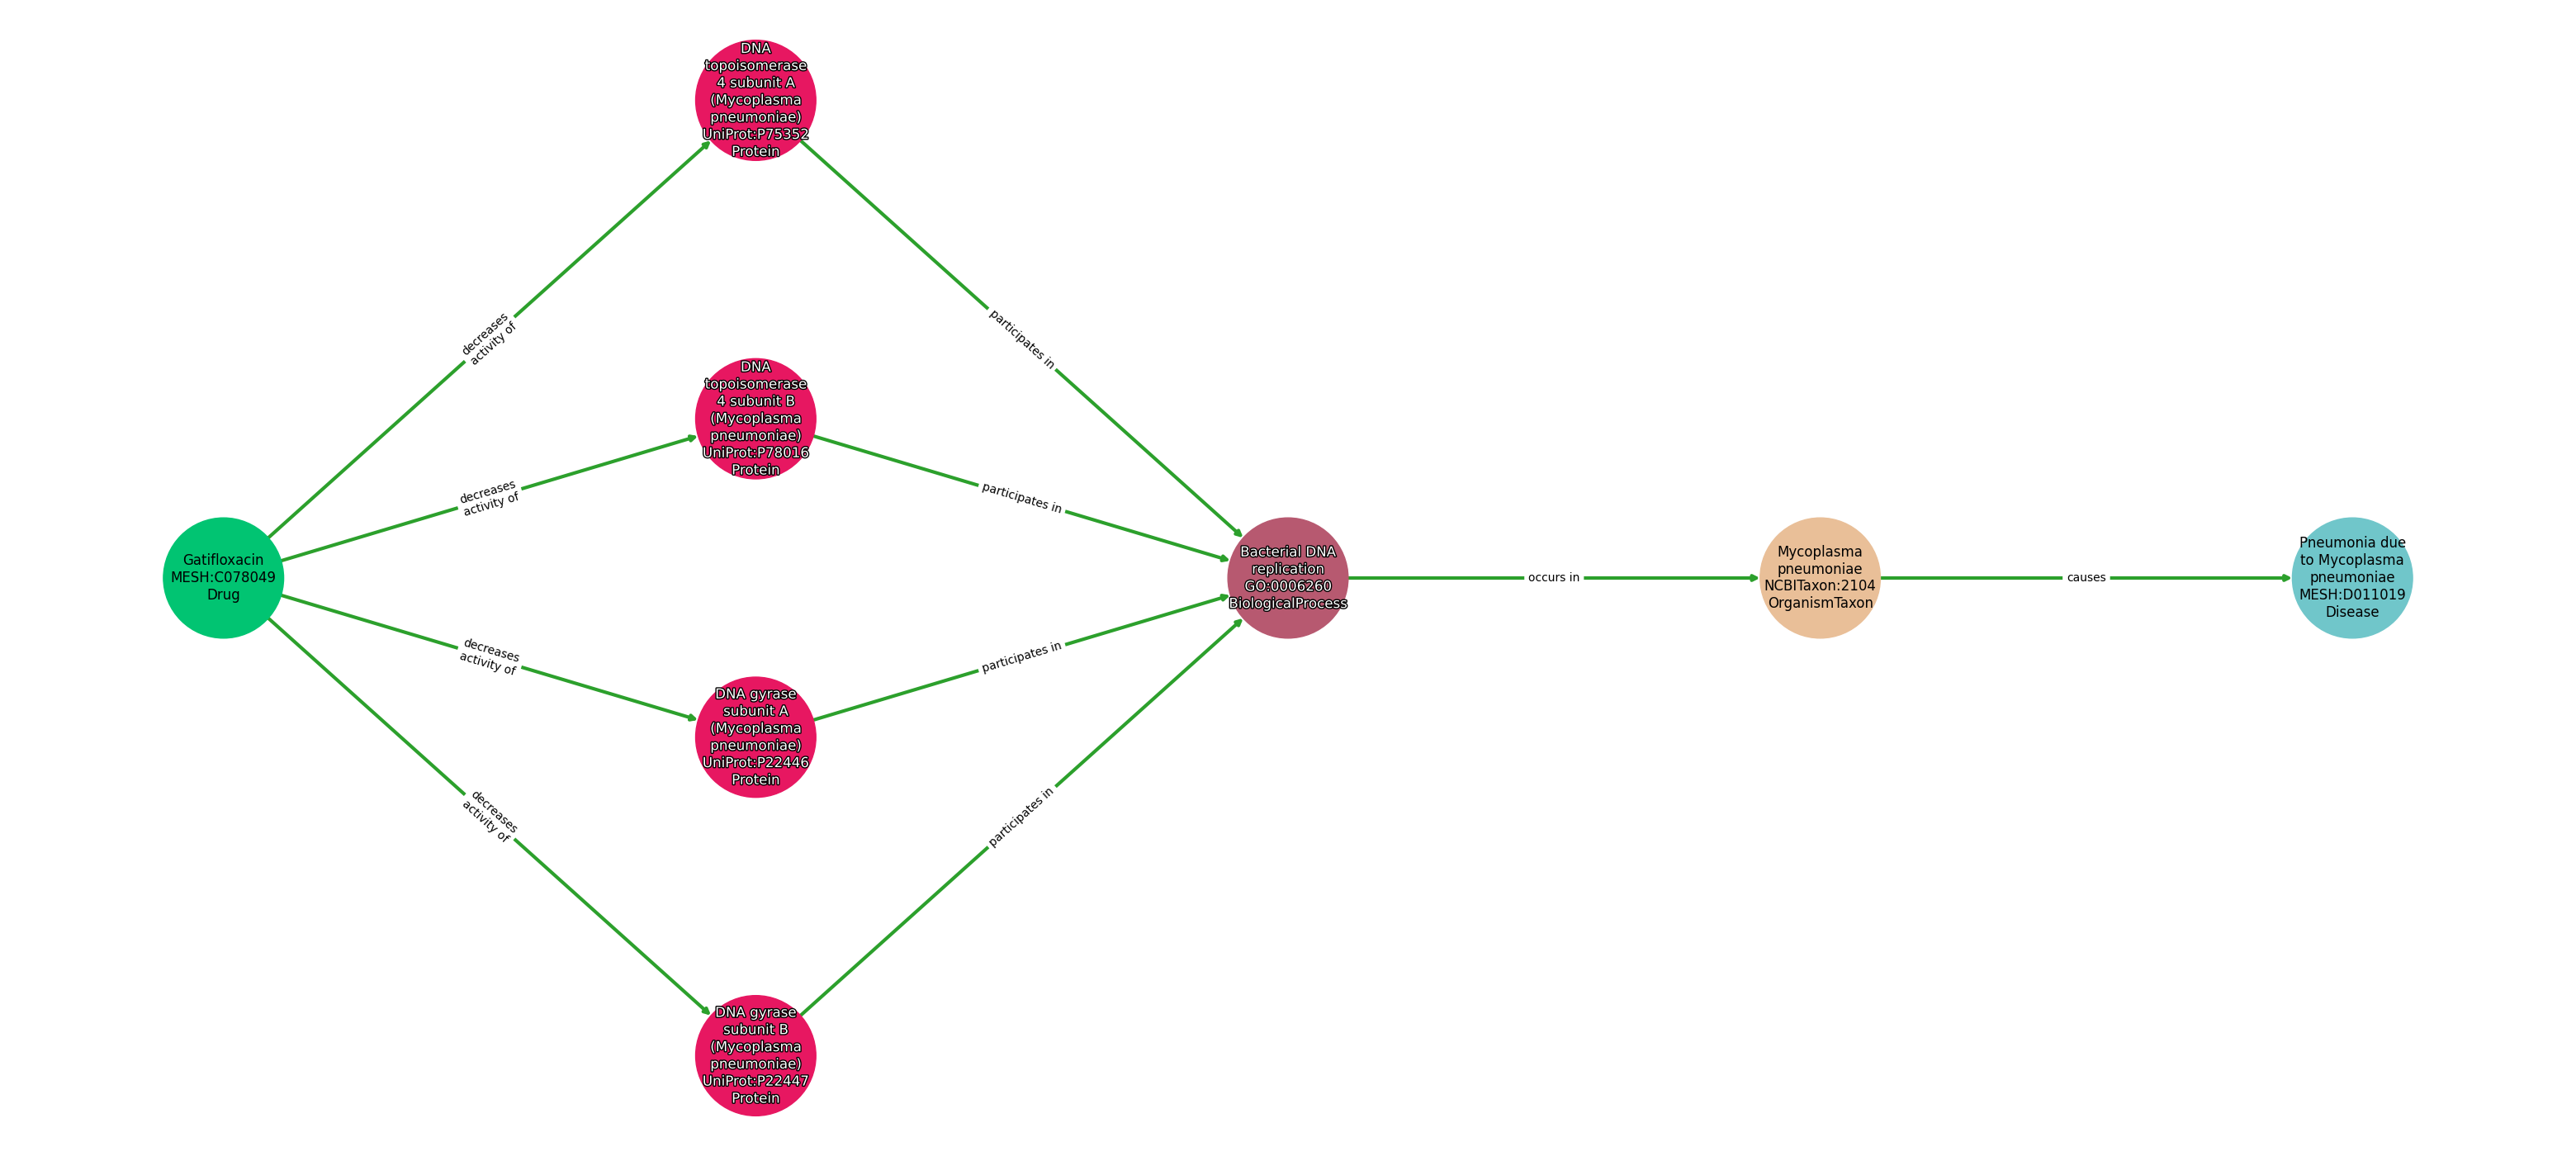 DNA
topoisomerase
4 subunit A
(Mycoplasma
pneumoniae)
UniProt:P75352
Protein
decreases
activity of
participates in
DNA
topoisomerase
4 subunit B
(Mycoplasma
pneumoniae)
UniProt:P78016
Protein
decreases
activity of
participates in
Gatifloxacin
MESH:C078049
Drug
Bacterial DNA
replication
GO:0006260
BiologicalProcess
occurs in
Mycoplasma
pneumoniae
NCBITaxon:2104
OrganismTaxon
causes
Pneumonia due
to Mycoplasma
pneumoniae
MESH:D011019
Disease
decreases
activity of
participates in
DNA gyrase
subunit A
(Mycoplasma
pneumoniae)
UniProt:P22446
Protein
decreases
activity of
participates in
DNA gyrase
subunit B
(Mycoplasma
pneumoniae)
UniProt:P22447
Protein